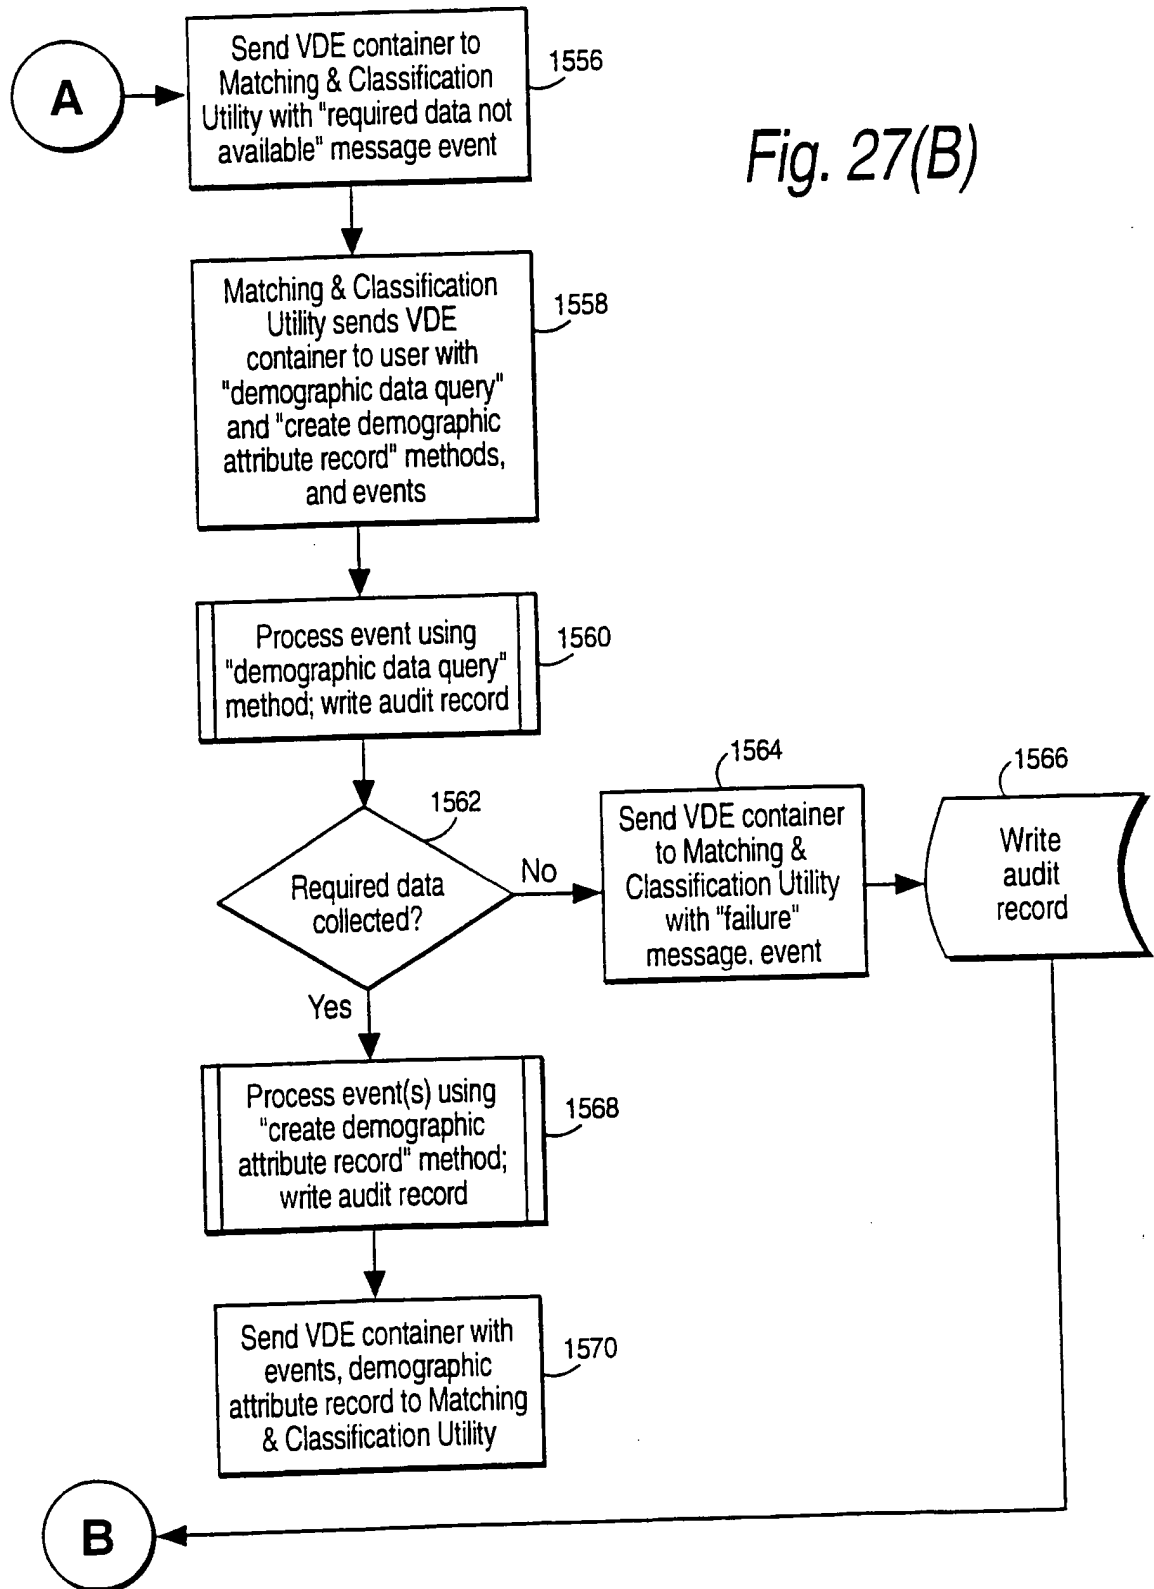 A
Send VDE container to
Matching & Classification
Utility with "required data not
available" message event
1556
Fig. 27(B)
Matching & Classification
Utility sends VDE
container to user with
"demographic data query"
and "create demographic
attribute record" methods,
and events
1558
Process event using
"demographic data query"
method; write audit record
1560
Required data
collected?
1562
No
Yes
Send VDE container
to Matching &
Classification Utility
with "failure"
message. event
1564
Write
audit
record
1566
Process event(s) using
"create demographic
attribute record" method;
write audit record
1568
Send VDE container with
events, demographic
attribute record to Matching
& Classification Utility
1570
B